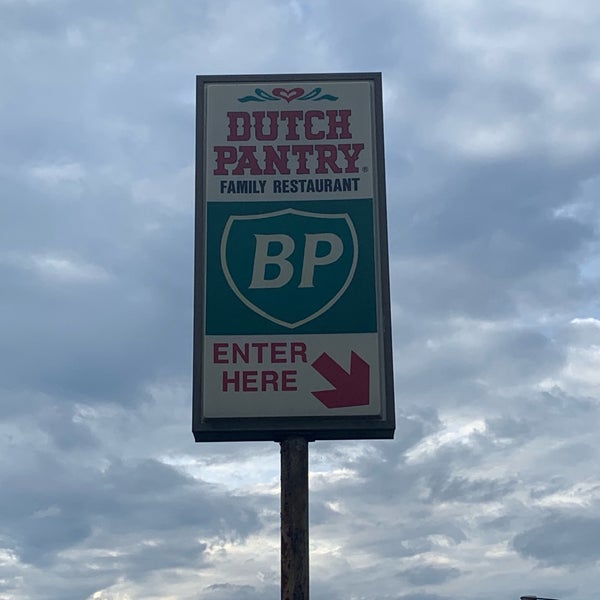 DUTCH
PANTRY®
FAMILY RESTAURANT
BP
ENTER
HERE